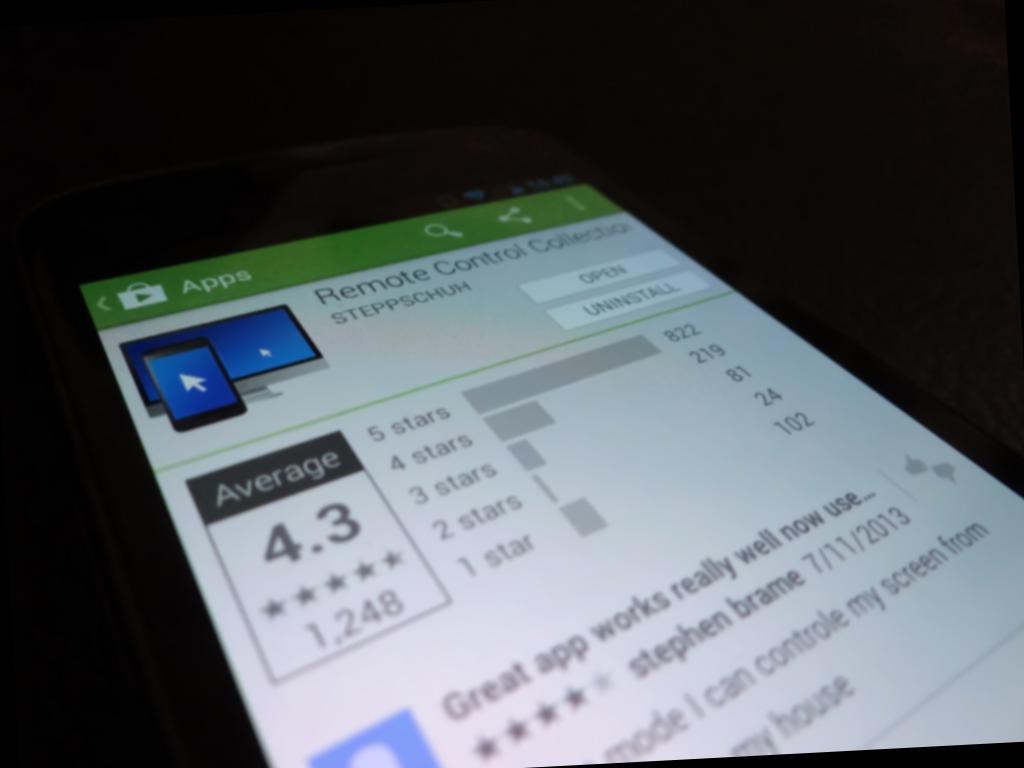 Apps
Remote Control Collection
STEPPSCHUH
OPEN
UNINSTALL
Average
4.3
1,248
5 stars 822
4 stars 219
3 stars 81
2 stars 24
1 star 102
Great app works really well now use...
stephen brame 7/11/2013
mode I can controle my screen from
my house